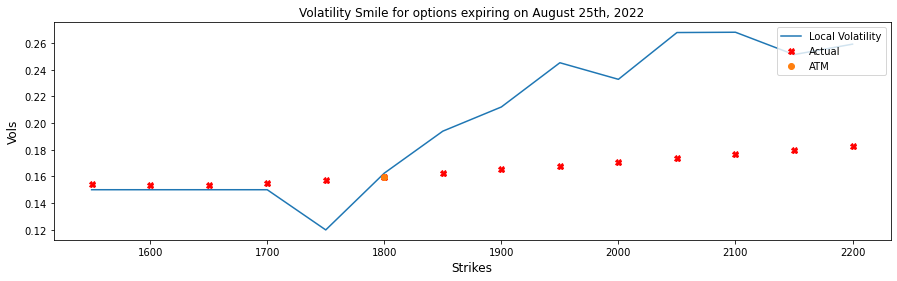 Volatility Smile for options expiring on August 25th, 2022
Local Volatility
Actual
ATM
Vols
0.26
0.24
0.22
0.20
0.18
0.16
0.14
0.12
1600
1700
1800
1900
2000
2100
2200
Strikes